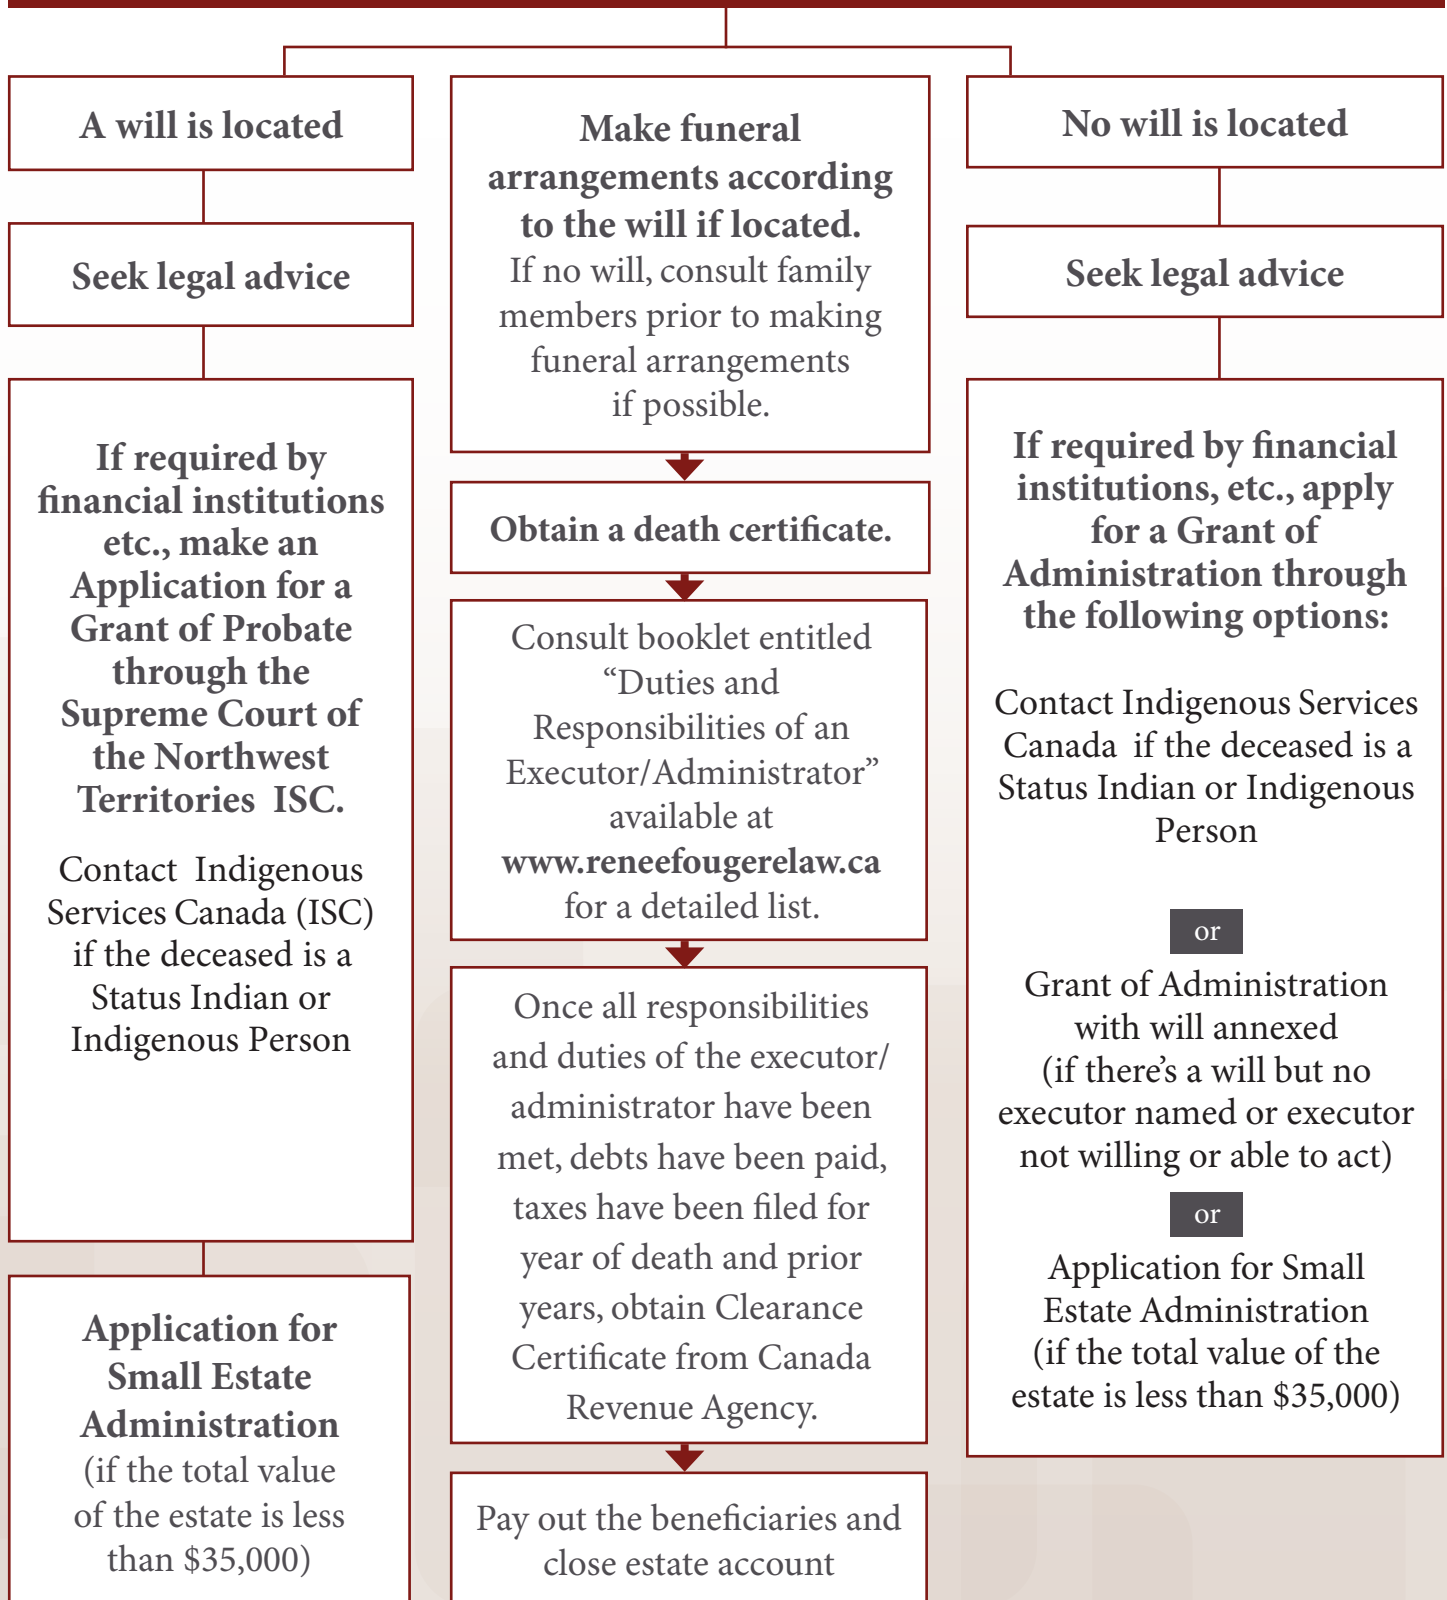 A will is located
Seek legal advice
If required by
financial institutions
etc., make an
Application for a
Grant of Probate
through the
Supreme Court of
the Northwest
Territories  ISC.
Contact  Indigenous
Services Canada (ISC)
if the deceased is a
Status Indian or
Indigenous Person
Application for
Small Estate
Administration
(if the total value
of the estate is less
than $35,000)
Make funeral
arrangements according
to the will if located.
If no will, consult family
members prior to making
funeral arrangements
if possible.
Obtain a death certificate.
Consult booklet entitled
“Duties and
Responsibilities of an
Executor/Administrator”
available at
www.reneefougerelaw.ca
for a detailed list.
Once all responsibilities
and duties of the executor/
administrator have been
met, debts have been paid,
taxes have been filed for
year of death and prior
years, obtain Clearance
Certificate from Canada
Revenue Agency.
Pay out the beneficiaries and
close estate account
No will is located
Seek legal advice
If required by financial
institutions, etc., apply
for a Grant of
Administration through
the following options:
Contact Indigenous Services
Canada  if the deceased is a
Status Indian or Indigenous
Person
or
Grant of Administration
with will annexed
(if there’s a will but no
executor named or executor
not willing or able to act)
or
Application for Small
Estate Administration
(if the total value of the
estate is less than $35,000)